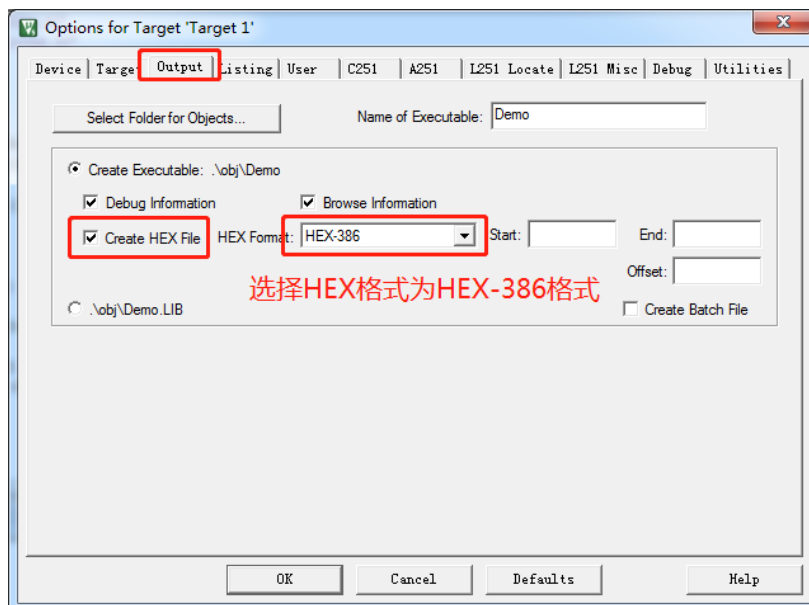 Options for Target 'Target 1'
Device Target Output Listing User C251 A251 L251 Locate L251 Misc Debug Utilities
Select Folder for Objects... Name of Executable: Demo
Create Executable: .\obj\Demo
Debug Information Browse Information
Create HEX File HEX Format: HEX-386 Start: End:
Offset:
选择HEX格式为HEX-386格式
.\obj\Demo.LIB Create Batch File
OK Cancel Defaults Help